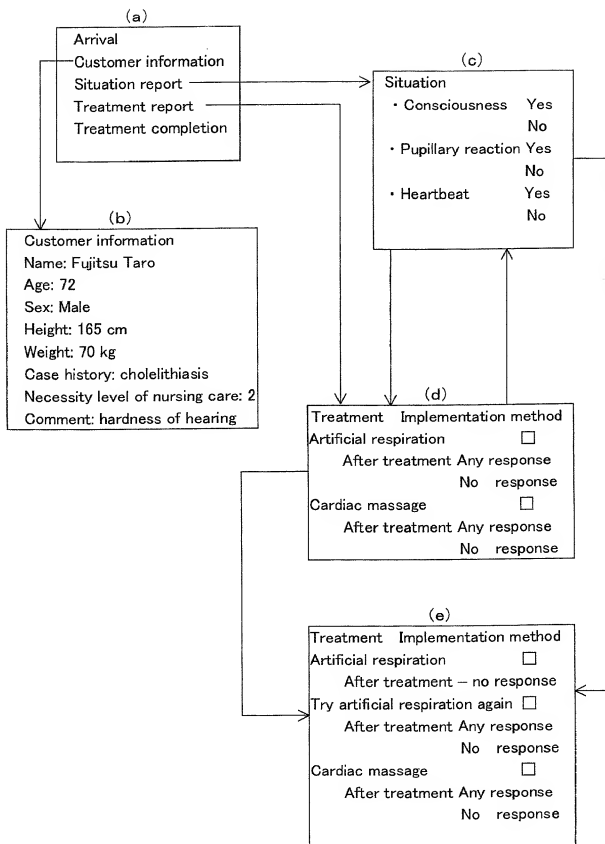 (a)
Arrival
Customer information
Situation report
Treatment report
Treatment completion
(c)
Situation
・Consciousness Yes
No
・Pupillary reaction Yes
No
・Heartbeat Yes
No
(b)
Customer information
Name: Fujitsu Taro
Age: 72
Sex: Male
Height: 165 cm
Weight: 70 kg
Case history: cholelithiasis
Necessity level of nursing care: 2
Comment: hardness of hearing
(d)
Treatment Implementation method
Artificial respiration □
After treatment Any response
No response
Cardiac massage □
After treatment Any response
No response
(e)
Treatment Implementation method
Artificial respiration □
After treatment – no response
Try artificial respiration again □
After treatment Any response
No response
Cardiac massage □
After treatment Any response
No response